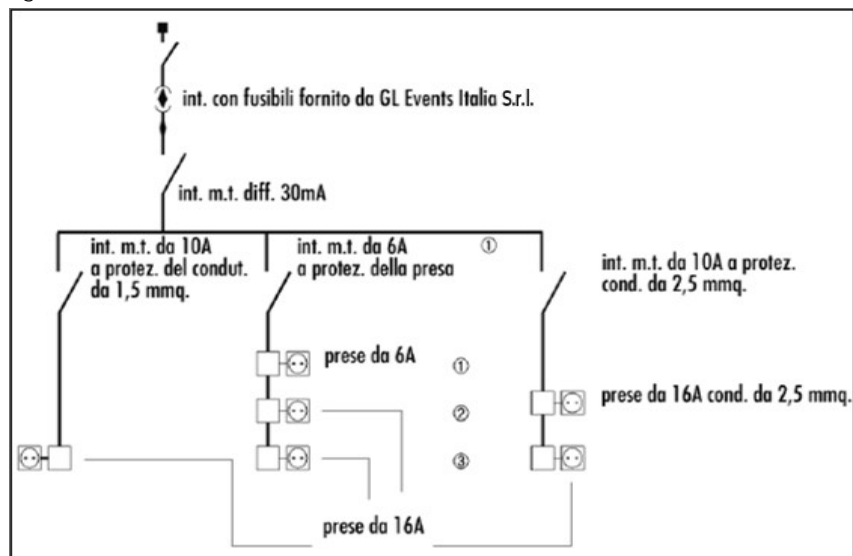 int. con fusibili fornito da GL Events Italia S.r.l.
int. m.t. diff. 30mA
int. m.t. da 10A
a protez. del condut.
da 1,5 mmq.
int. m.t. da 6A
a protez. della presa
①
int. m.t. da 10A a protez.
cond. da 2,5 mmq.
prese da 6A
①
②
③
prese da 16A cond. da 2,5 mmq.
prese da 16A